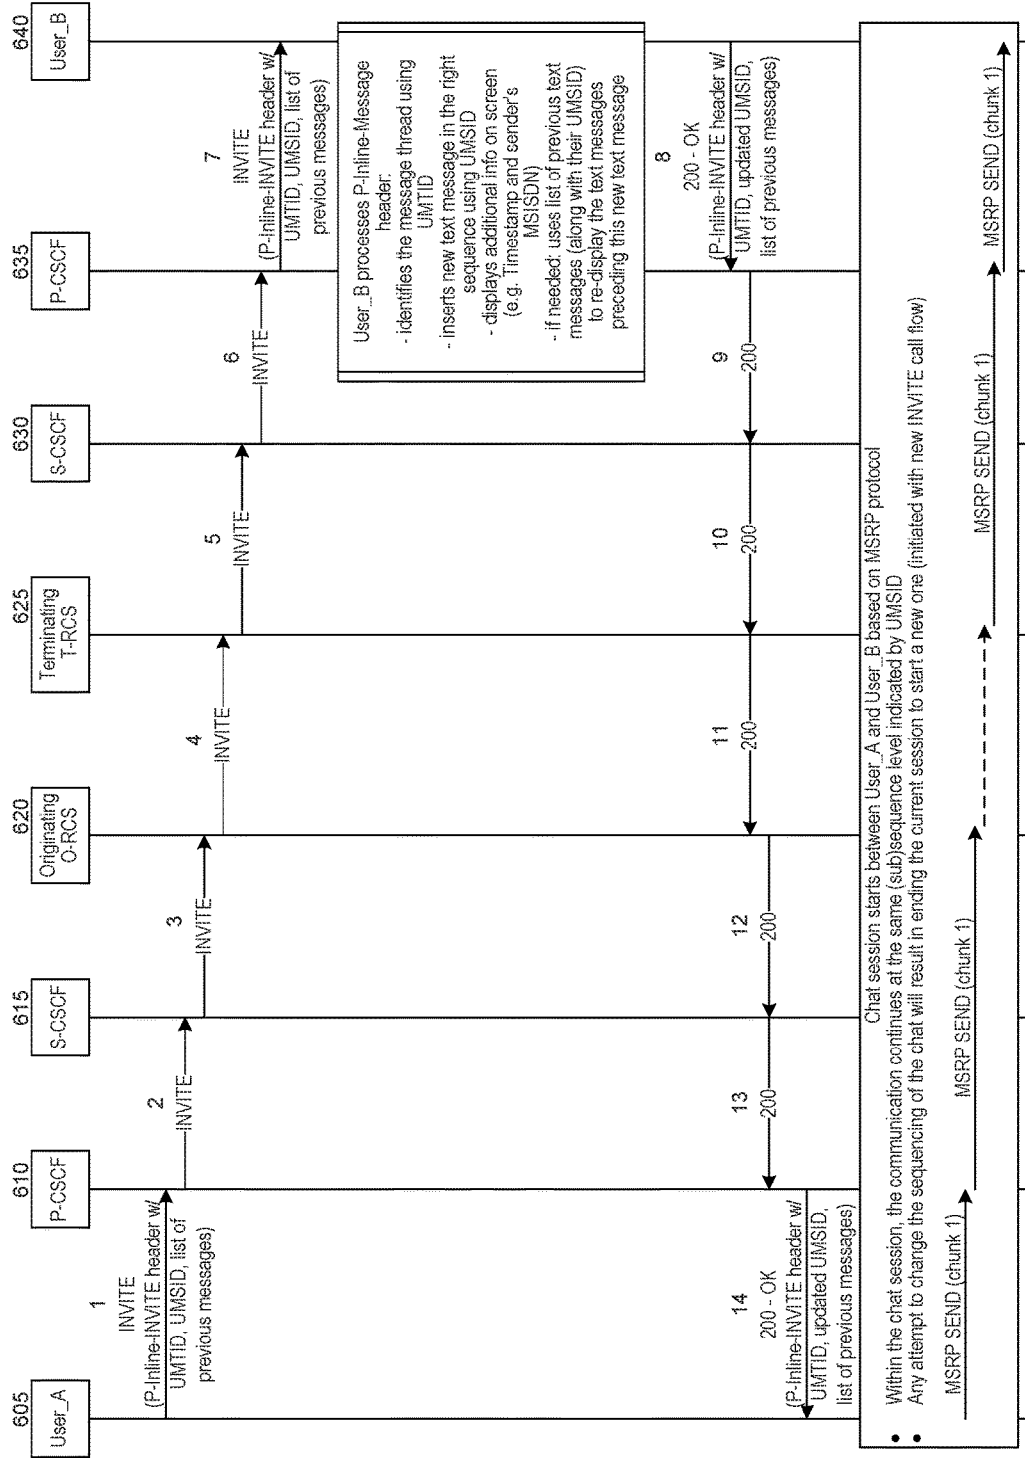 605
User_A
610
P-CSCF
615
S-CSCF
620
Originating
O-RCS
625
Terminating
T-RCS
630
S-CSCF
635
P-CSCF
640
User_B
1
INVITE
(P-Inline-INVITE header w/
UMTID, UMSID, list of
previous messages)
2
INVITE
3
INVITE
4
INVITE
5
INVITE
6
INVITE
7
INVITE
(P-Inline-INVITE header w/
UMTID, UMSID, list of
previous messages)
User_B processes P-Inline-Message
header:
- identifies the message thread using
UMTID
- inserts new text message in the right
sequence using UMSID
- displays additional info on screen
(e.g. Timestamp and sender's
MSISDN)
- if needed: uses list of previous text
messages (along with their UMSID)
to re-display the text messages
preceding this new text message
8
200 - OK
(P-Inline-INVITE header w/
UMTID, updated UMSID,
list of previous messages)
9
200
10
200
11
200
12
200
13
200
14
200 - OK
(P-Inline-INVITE header w/
UMTID, updated UMSID,
list of previous messages)
Chat session starts between User_A and User_B based on MSRP protocol
• Within the chat session, the communication continues at the same (sub)sequence level indicated by UMSID
• Any attempt to change the sequencing of the chat will result in ending the current session to start a new one (initiated with new INVITE call flow)
MSRP SEND (chunk 1)
MSRP SEND (chunk 1)
MSRP SEND (chunk 1)
MSRP SEND (chunk 1)